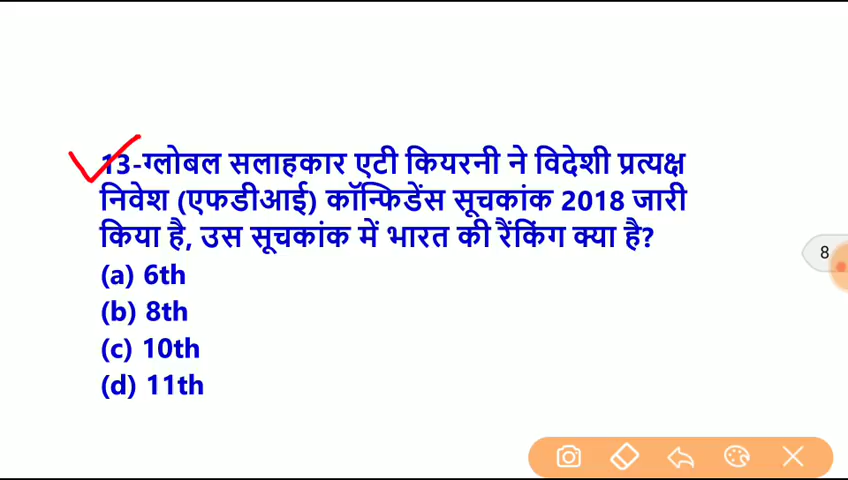 13-ग्लोबल सलाहकार एटी कियरनी ने विदेशी प्रत्यक्ष
निवेश (एफडीआई) कॉन्फिडेंस सूचकांक 2018 जारी
किया है, उस सूचकांक में भारत की रैंकिंग क्या है?
(a) 6th
(b) 8th
(c) 10th
(d) 11th
8